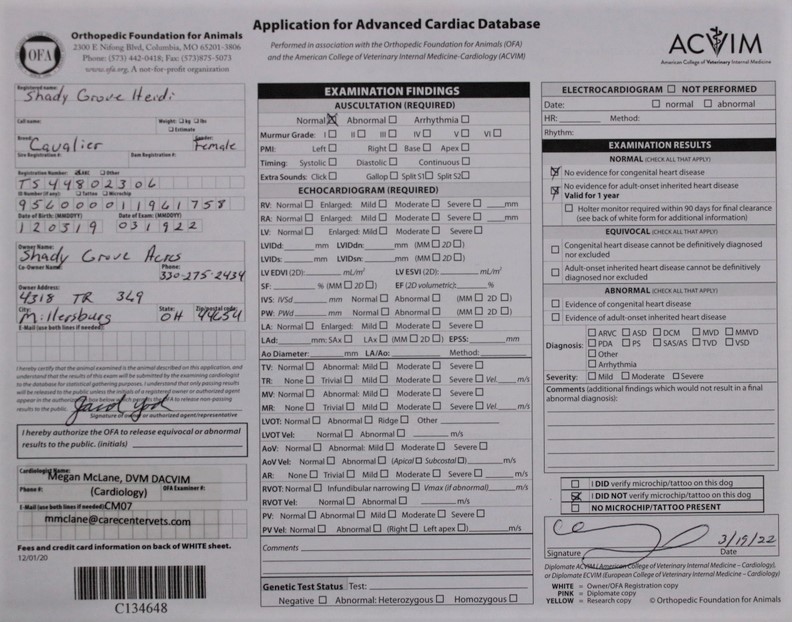 Application for Advanced Cardiac Database
Performed in association with the Orthopedic Foundation for Animals (OFA)
and the American College of Veterinary Internal Medicine-Cardiology (ACVIM)
OFA
Orthopedic Foundation for Animals
2300 E Nifong Blvd, Columbia, MO 65201-3806
Phone: (573) 442-0418; Fax: (573)875-5073
www.ofa.org. A not-for-profit organization
ACVIM
American College of Veterinary Internal Medicine
Registered name:
Shady Grove Heidi
Call name: Weight: kg lbs
Estimate
Breed: Gender:
Cavalier Female
Sire Registration #: Dam Registration #:
Registration Number: AKC Other
TS44802306
ID Number (if any): Tattoo Microchip
956000011961758
Date of Birth: (MMDDYY) Date of Exam: (MMDDYY)
120319 031922
Owner Name:
Shady Grove Acres
Co-Owner Name: Phone:
330-275-2434
Owner Address:
4318 TR 349
City: State: Zip/postal code:
Millersburg OH 44654
E-Mail (use both lines if needed):
I hereby certify that the animal examined is the animal described on this application, and
understand that the results of this exam will be submitted by the examining cardiologist
to the database for statistical gathering purposes. I understand that only passing results
will be released to the public unless the initials of a registered owner or authorized agent
appear in the authorization box below which permits the OFA to release non-passing
results to the public.
Signature of owner or authorized agent/representative
I hereby authorize the OFA to release equivocal or abnormal
results to the public. (initials)
Cardiologist Name:
Megan McLane, DVM DACVIM
Phone #: (Cardiology) OFA Examiner #:
E-Mail (use both lines if needed) CM07
mmclane@carecentervets.com
Fees and credit card information on back of WHITE sheet.
12/01/20
C134648
EXAMINATION FINDINGS
AUSCULTATION (REQUIRED)
Normal Abnormal Arrhythmia
Murmur Grade: I II III IV V VI
PMI: Left Right Base Apex
Timing: Systolic Diastolic Continuous
Extra Sounds: Click Gallop Split S1 Split S2
ECHOCARDIOGRAM (REQUIRED)
RV: Normal Enlarged: Mild Moderate Severe mm
RA: Normal Enlarged: Mild Moderate Severe mm
LV: Normal Enlarged: Mild Moderate Severe
LVIDd: mm LVIDdn: mm (MM 2D)
LVIDs: mm LVIDsn: mm (MM 2D)
LV EDVI (2D): mL/m² LV ESVI (2D): mL/m²
SF: % (MM 2D) EF (2D volumetric): %
IVS: IVSd mm Normal Abnormal (MM 2D)
PW: PWd mm Normal Abnormal (MM 2D)
LA: Normal Enlarged: Mild Moderate Severe
LAd: mm: SAx LAx (MM 2D) EPSS: mm
Ao Diameter: mm LA/Ao: Method:
TV: Normal Abnormal: Mild Moderate Severe
TR: None Trivial Mild Moderate Severe Vel. m/s
MV: Normal Abnormal: Mild Moderate Severe
MR: None Trivial Mild Moderate Severe Vel. m/s
LVOT: Normal Abnormal Ridge Other
LVOT Vel: Normal Abnormal m/s
AoV: Normal Abnormal: Mild Moderate Severe
AoV Vel: Normal Abnormal (Apical Subcostal) m/s
AR: None Trivial Mild Moderate Severe m/s
RVOT: Normal Infundibular narrowing Vmax (if abnormal) m/s
RVOT Vel: Normal Abnormal m/s
PV: Normal Abnormal: Mild Moderate Severe
PV Vel: Normal Abnormal (Right Left apex) m/s
Comments
Genetic Test Status Test:
Negative Abnormal: Heterozygous Homozygous
ELECTROCARDIOGRAM NOT PERFORMED
Date: normal abnormal
HR: Method:
Rhythm:
EXAMINATION RESULTS
NORMAL (CHECK ALL THAT APPLY)
No evidence for congenital heart disease
No evidence for adult-onset inherited heart disease
Valid for 1 year
Holter monitor required within 90 days for final clearance
(see back of white form for additional information)
EQUIVOCAL (CHECK ALL THAT APPLY)
Congenital heart disease cannot be definitively diagnosed
nor excluded
Adult-onset inherited heart disease cannot be definitively
diagnosed nor excluded
ABNORMAL (CHECK ALL THAT APPLY)
Evidence of congenital heart disease
Evidence of adult-onset inherited heart disease
Diagnosis: ARVC ASD DCM MVD MMVD
PDA PS SAS/AS TVD VSD
Other
Arrhythmia
Severity: Mild Moderate Severe
Comments (additional findings which would not result in a final
abnormal diagnosis):
I DID verify microchip/tattoo on this dog
I DID NOT verify microchip/tattoo on this dog
NO MICROCHIP/TATTOO PRESENT
3/19/22
Signature Date
Diplomate ACVIM (American College of Veterinary Internal Medicine – Cardiology),
or Diplomate ECVIM (European College of Veterinary Internal Medicine – Cardiology)
WHITE = Owner/OFA Registration copy
PINK = Diplomate copy
YELLOW = Research copy © Orthopedic Foundation for Animals